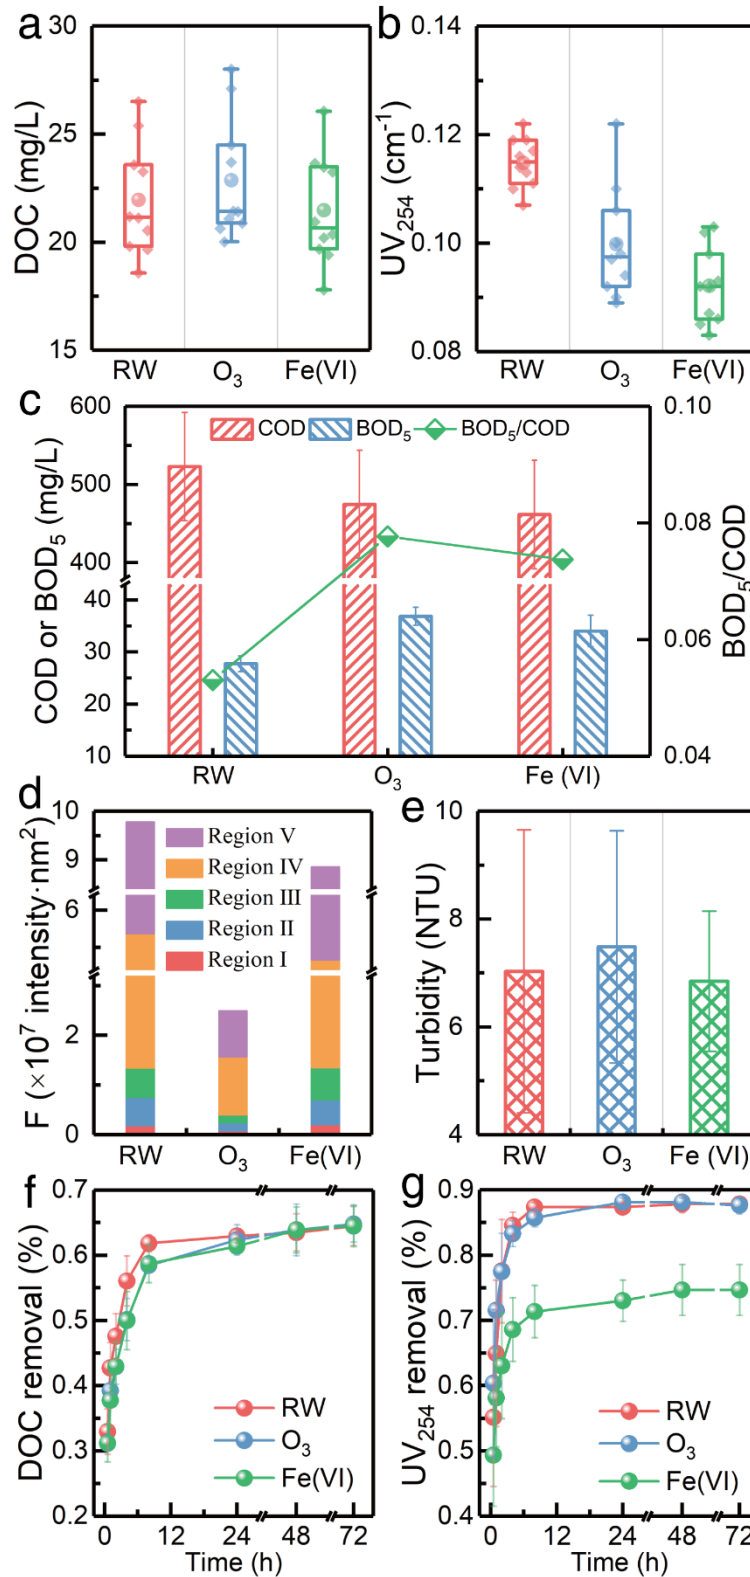 a
30
25
20
15
DOC (mg/L)
RW
O3
Fe(VI)
b
0.14
0.12
0.10
0.08
UV254 (cm-1)
RW
O3
Fe(VI)
c
600
500
400
40
30
20
10
COD or BOD5 (mg/L)
COD
BOD5
BOD5/COD
0.10
0.08
0.06
0.04
BOD5/COD
RW
O3
Fe (VI)
d
10
9
6
2
0
F (×10^7 intensity·nm2)
Region V
Region IV
Region III
Region II
Region I
RW
O3
Fe(VI)
e
10
8
6
4
Turbidity (NTU)
RW
O3
Fe (VI)
f
0.7
0.6
0.5
0.4
0.3
0.2
DOC removal (%)
RW
O3
Fe(VI)
0 12 24 48 72
Time (h)
g
0.9
0.8
0.7
0.6
0.5
0.4
UV254 removal (%)
RW
O3
Fe(VI)
0 12 24 48 72
Time (h)